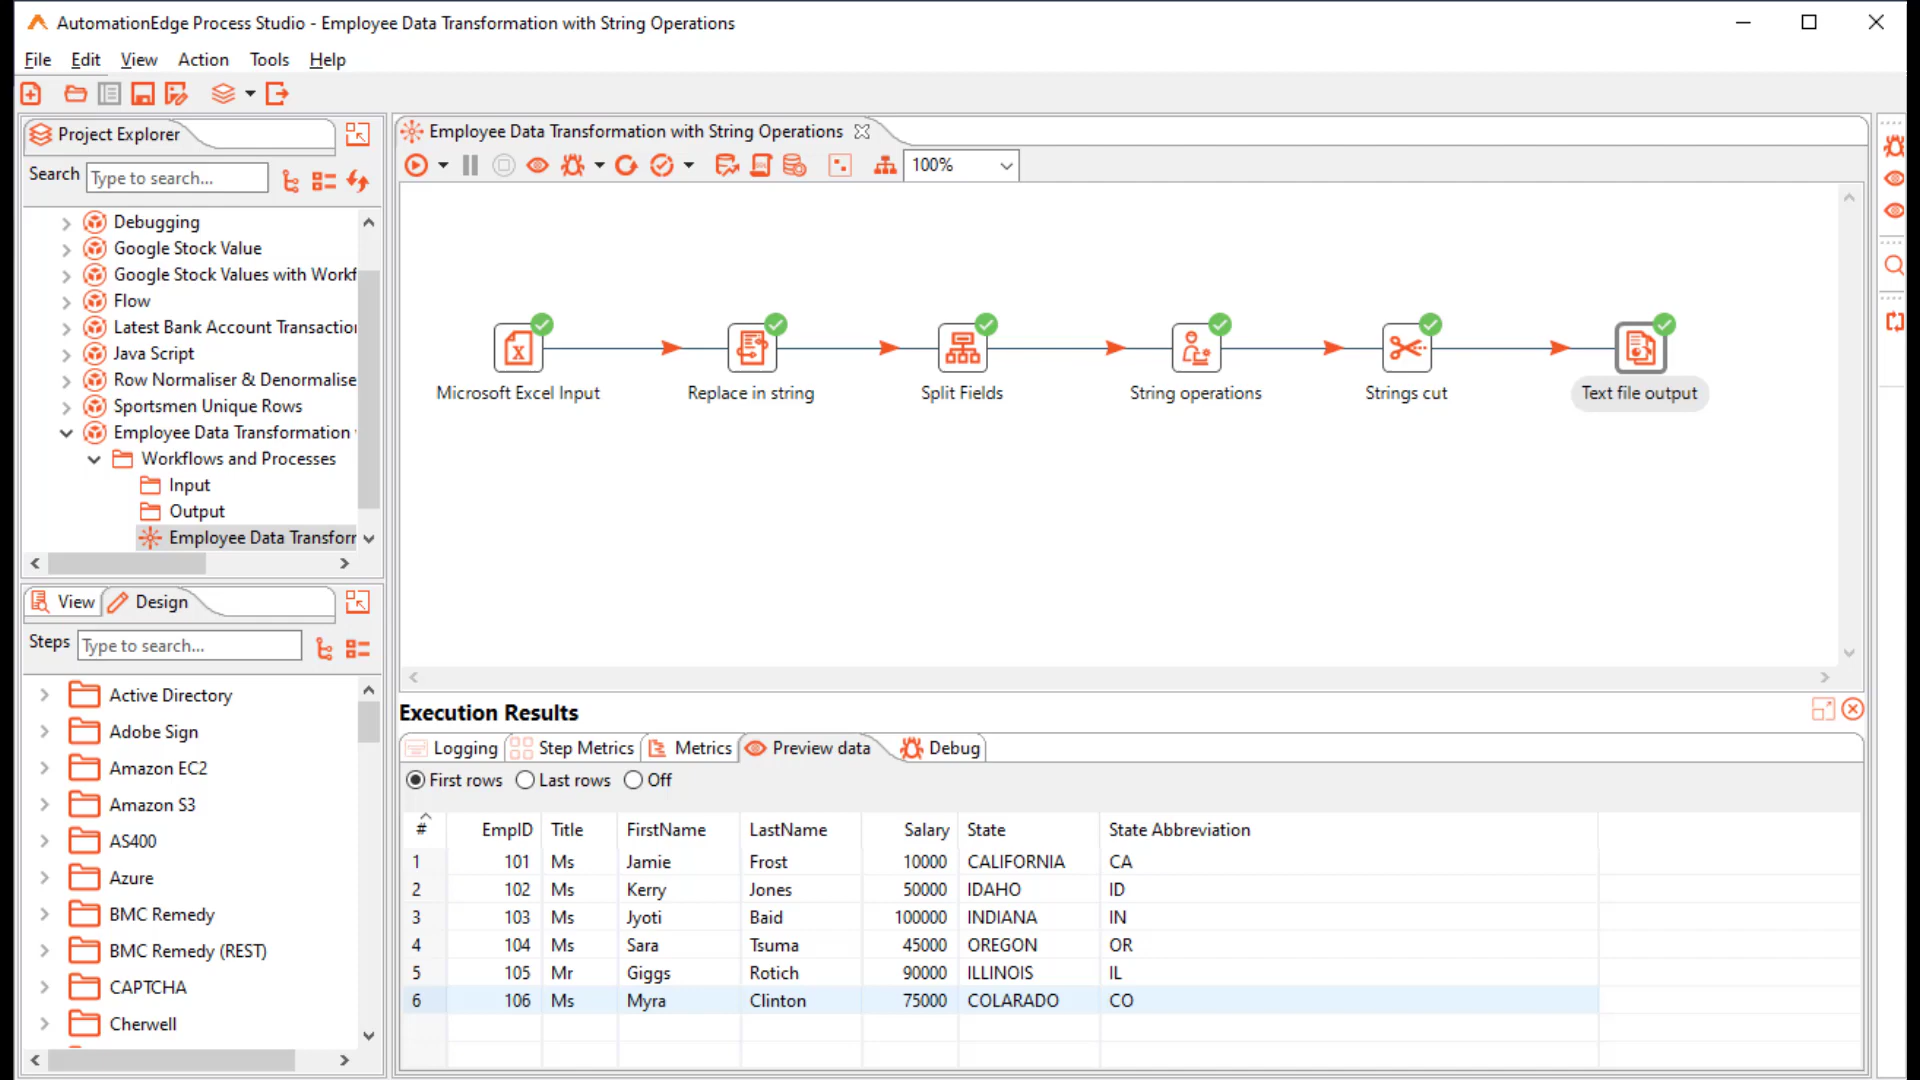 AutomationEdge Process Studio - Employee Data Transformation with String Operations
File Edit View Action Tools Help
Project Explorer
Search Type to search...
Debugging
Google Stock Value
Google Stock Values with Workf
Flow
Latest Bank Account Transactio
Java Script
Row Normaliser & Denormalise
Sportsmen Unique Rows
Employee Data Transformation
Workflows and Processes
Input
Output
Employee Data Transfor
View Design
Steps Type to search...
Active Directory
Adobe Sign
Amazon EC2
Amazon S3
AS400
Azure
BMC Remedy
BMC Remedy (REST)
CAPTCHA
Cherwell
Employee Data Transformation with String Operations
100%
Microsoft Excel Input Replace in string Split Fields String operations Strings cut Text file output
Execution Results
Logging Step Metrics Metrics Preview data Debug
First rows Last rows Off
# EmpID Title FirstName LastName Salary State State Abbreviation
1 101 Ms Jamie Frost 10000 CALIFORNIA CA
2 102 Ms Kerry Jones 50000 IDAHO ID
3 103 Ms Jyoti Baid 100000 INDIANA IN
4 104 Ms Sara Tsuma 45000 OREGON OR
5 105 Mr Giggs Rotich 90000 ILLINOIS IL
6 106 Ms Myra Clinton 75000 COLARADO CO